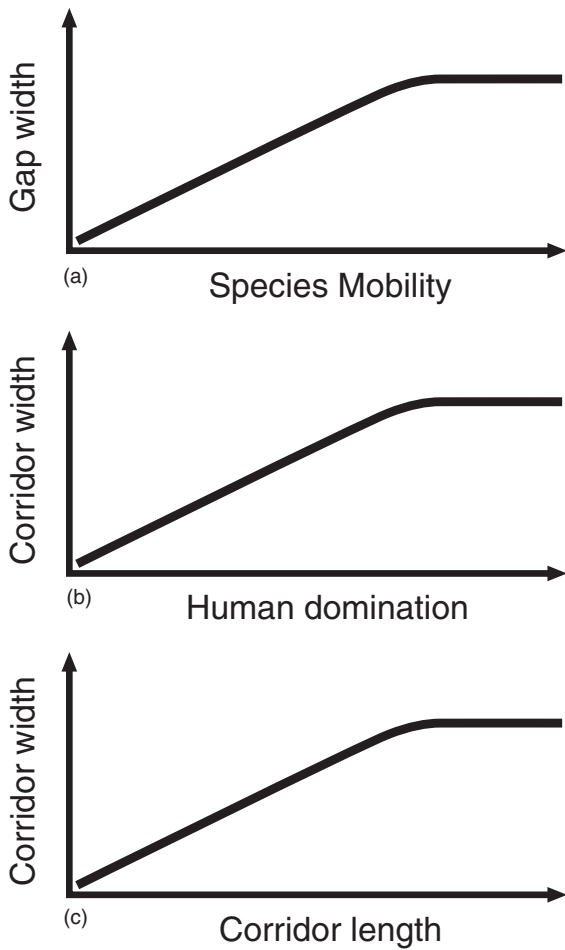 Gap width
(a)
Species Mobility
Corridor width
(b)
Human domination
Corridor width
(c)
Corridor length